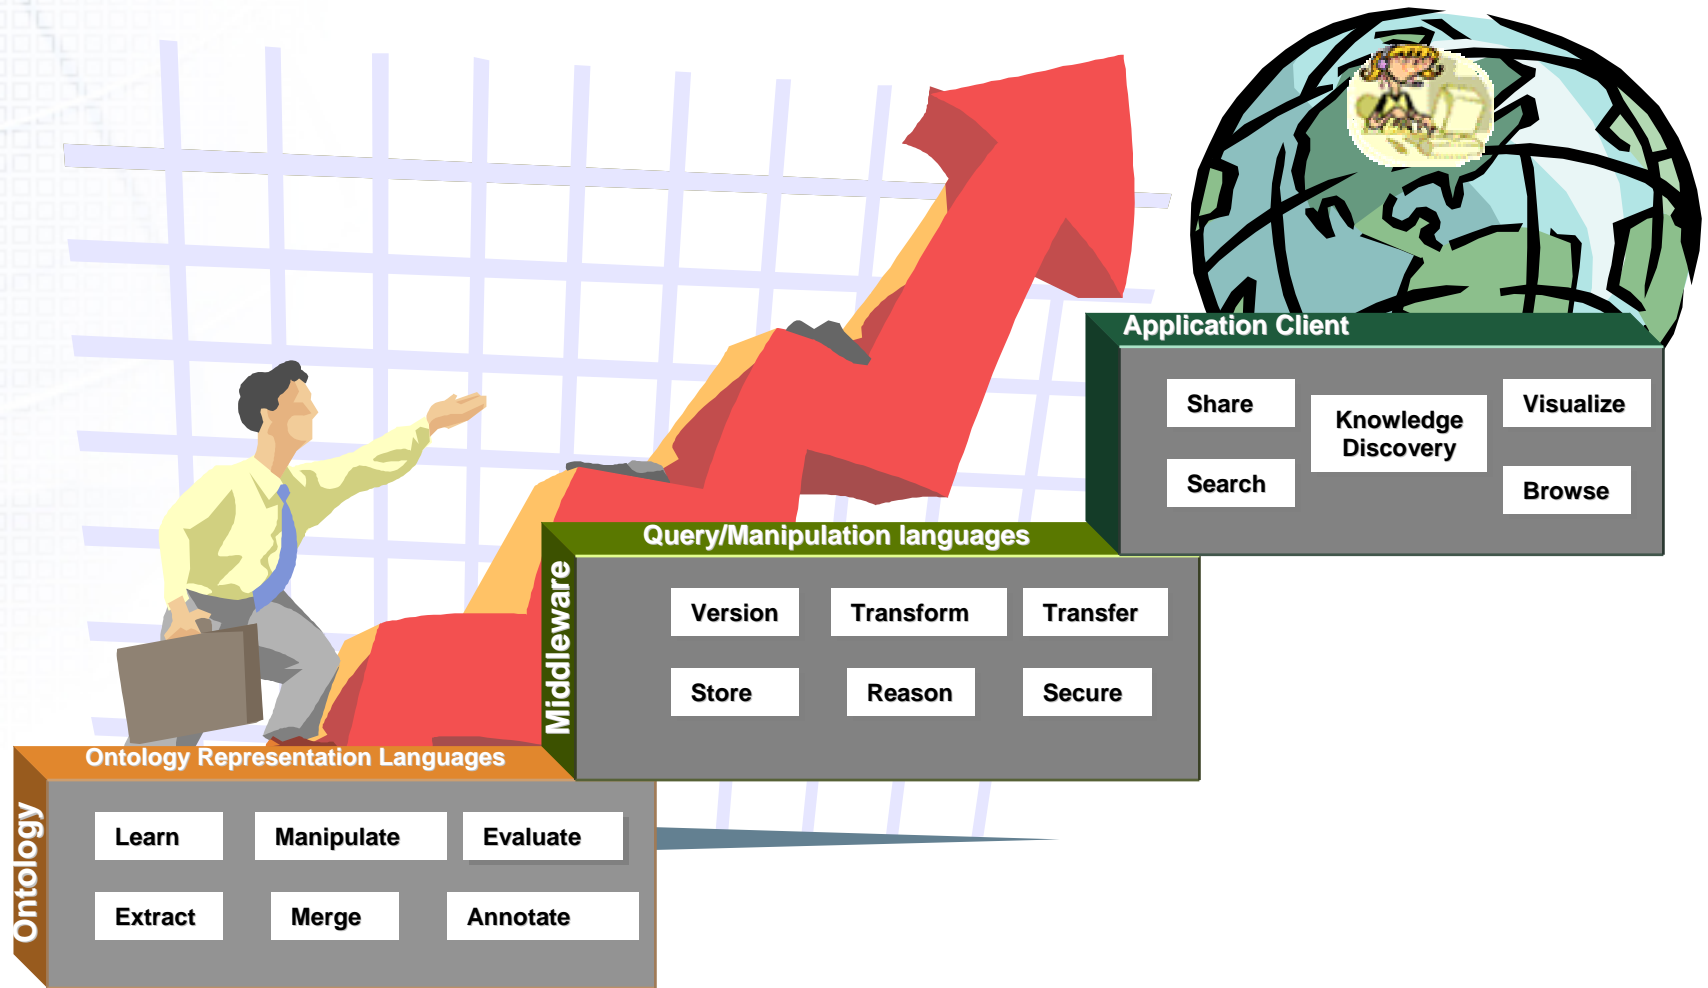 Application Client
Share
Knowledge
Discovery
Visualize
Search
Browse
Query/Manipulation languages
Middleware
Version
Transform
Transfer
Store
Reason
Secure
Ontology Representation Languages
Ontology
Learn
Manipulate
Evaluate
Extract
Merge
Annotate